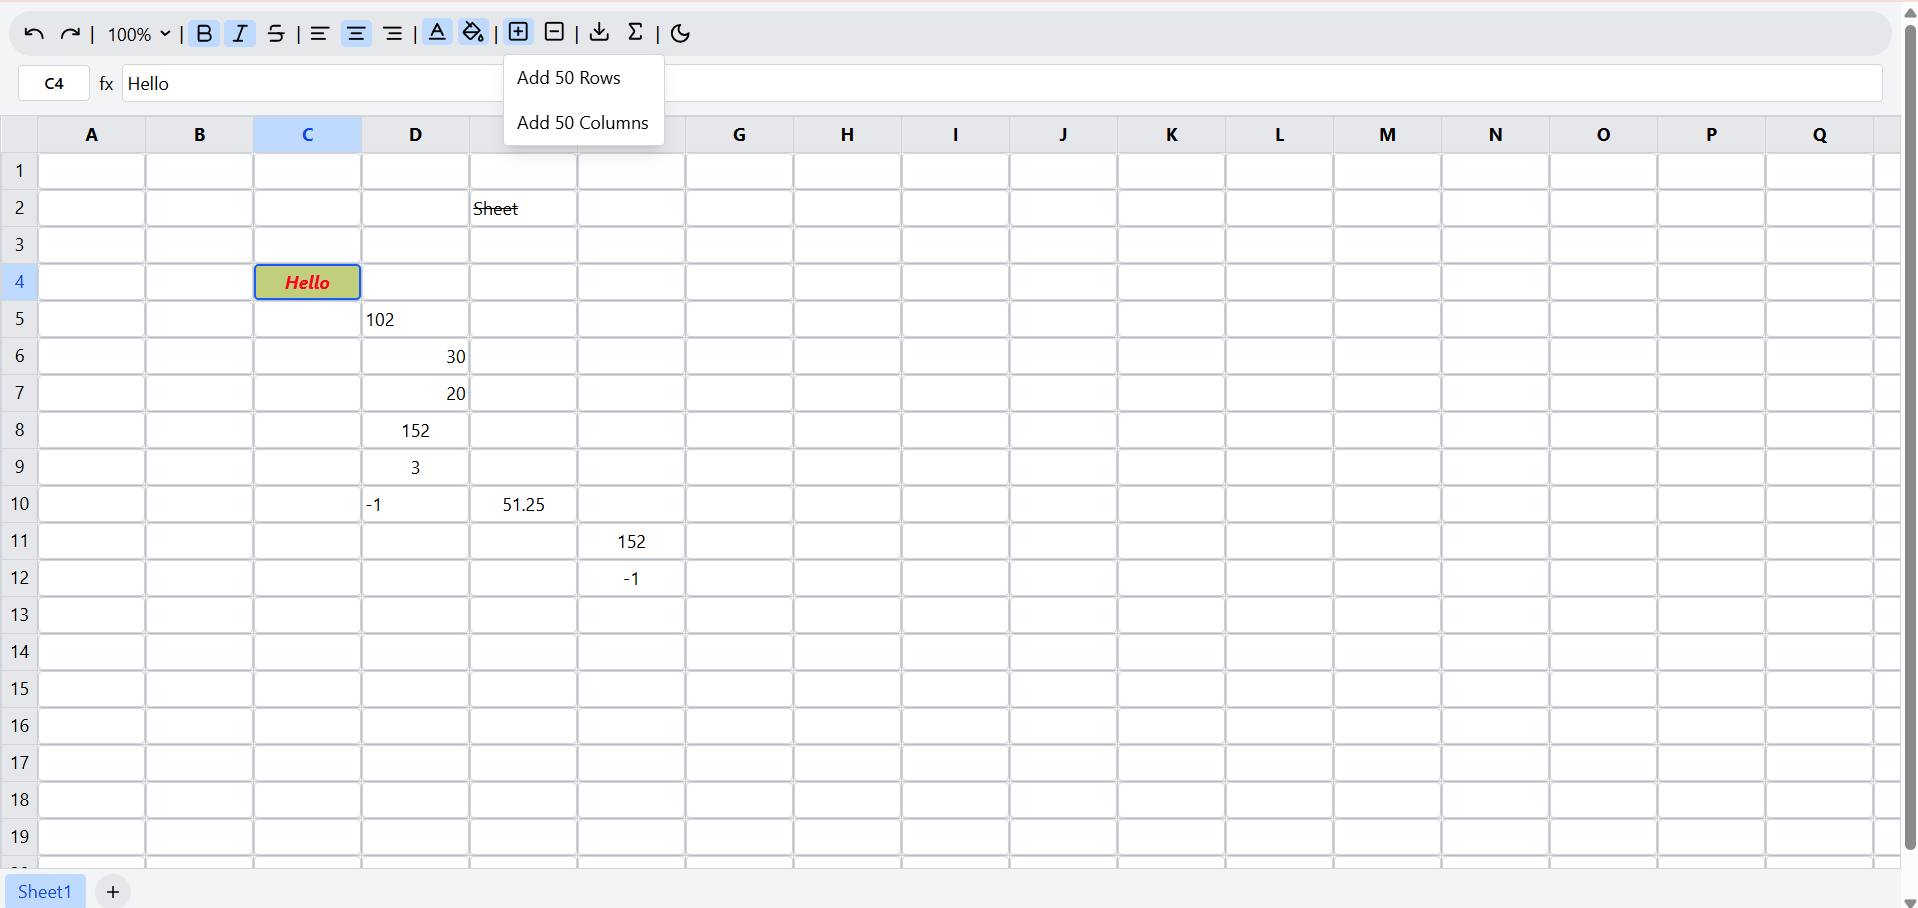 | 100% | B I S | | A | | Σ |
Add 50 Rows
C4 fx Hello
Add 50 Columns
A B C D G H I J K L M N O P Q
1
2 Sheet
3
4 Hello
5 102
6 30
7 20
8 152
9 3
10 -1 51.25
11 152
12 -1
13
14
15
16
17
18
19
Sheet1 +